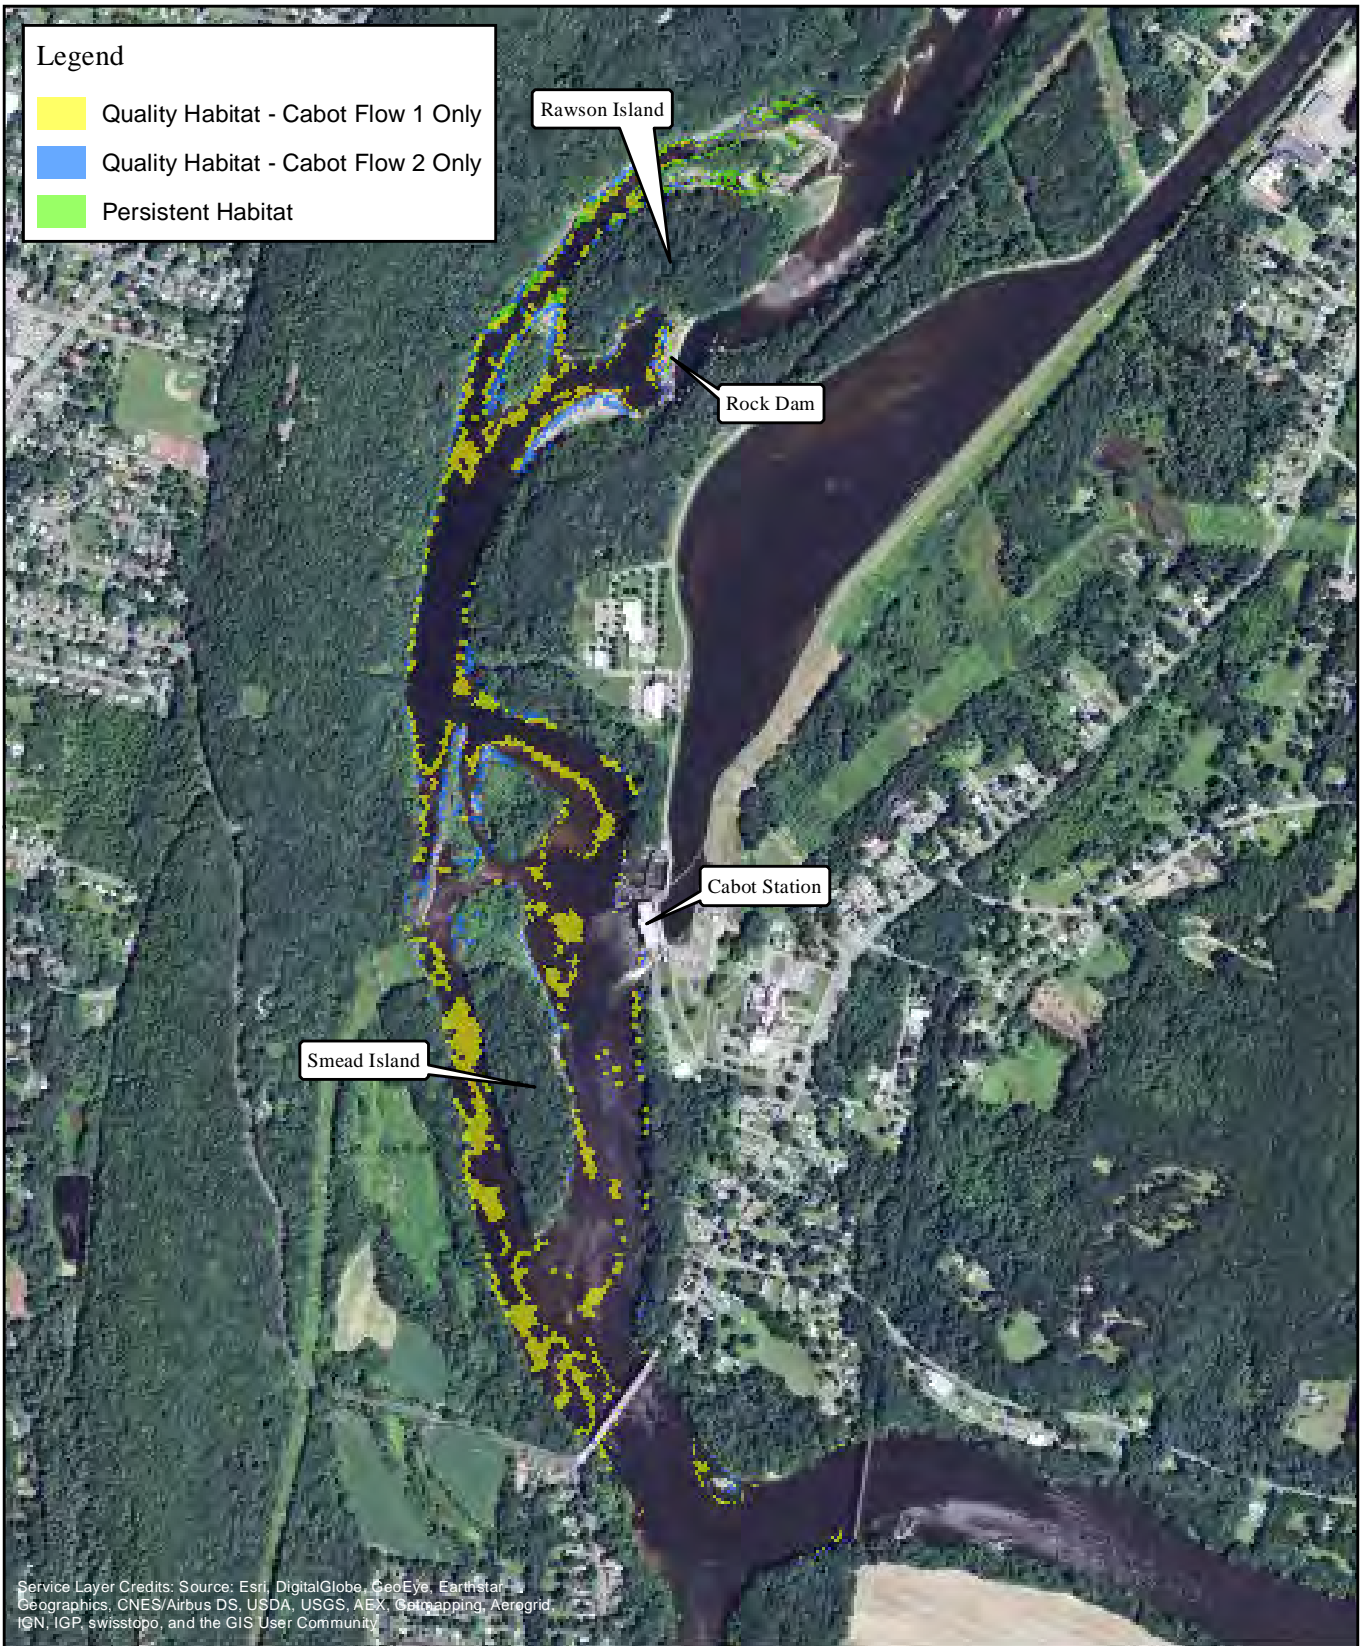 Legend
Quality Habitat - Cabot Flow 1 Only
Quality Habitat - Cabot Flow 2 Only
Persistent Habitat
Rawson Island
Rock Dam
Cabot Station
Smead Island
Service Layer Credits: Source: Esri, DigitalGlobe, GeoEye, Earthstar
Geographics, CNES/Airbus DS, USDA, USGS, AEX, Getmapping, Aerogrid,
IGN, IGP, swisstopo, and the GIS User Community